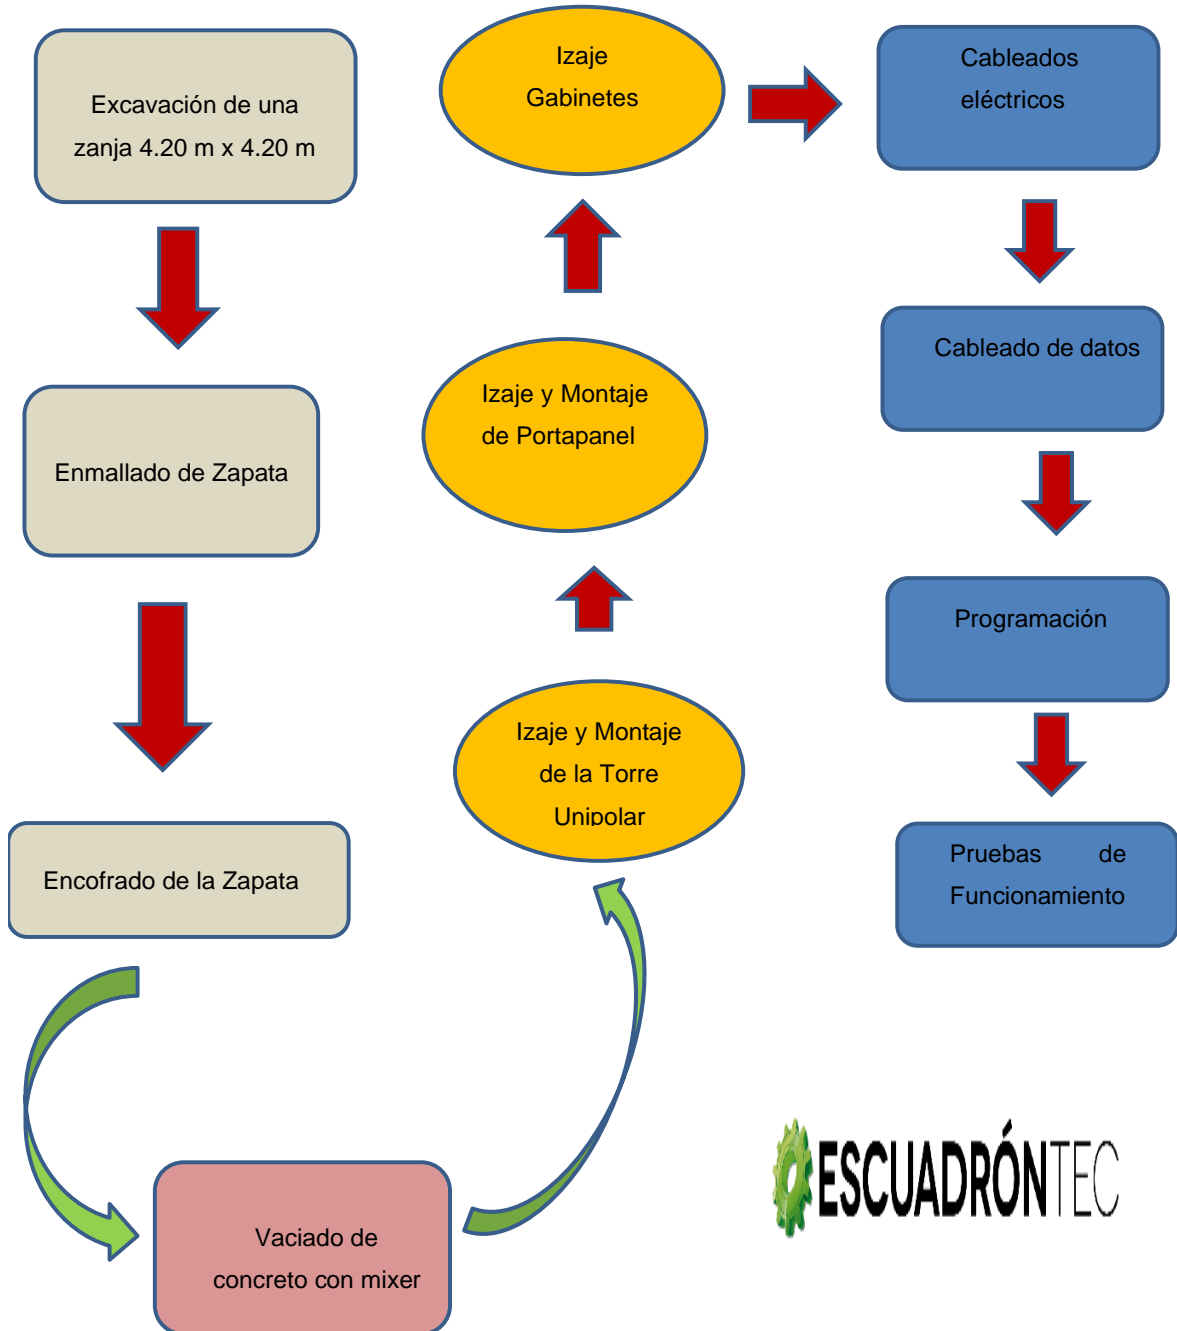 Excavación de una
zanja 4.20 m x 4.20 m
Enmallado de Zapata
Encofrado de la Zapata
Vaciado de
concreto con mixer
Izaje y Montaje
de la Torre
Unipolar
Izaje y Montaje
de Portapanel
Izaje
Gabinetes
Cableados
eléctricos
Cableado de datos
Programación
Pruebas de
Funcionamiento
ESCUADRÓNTEC